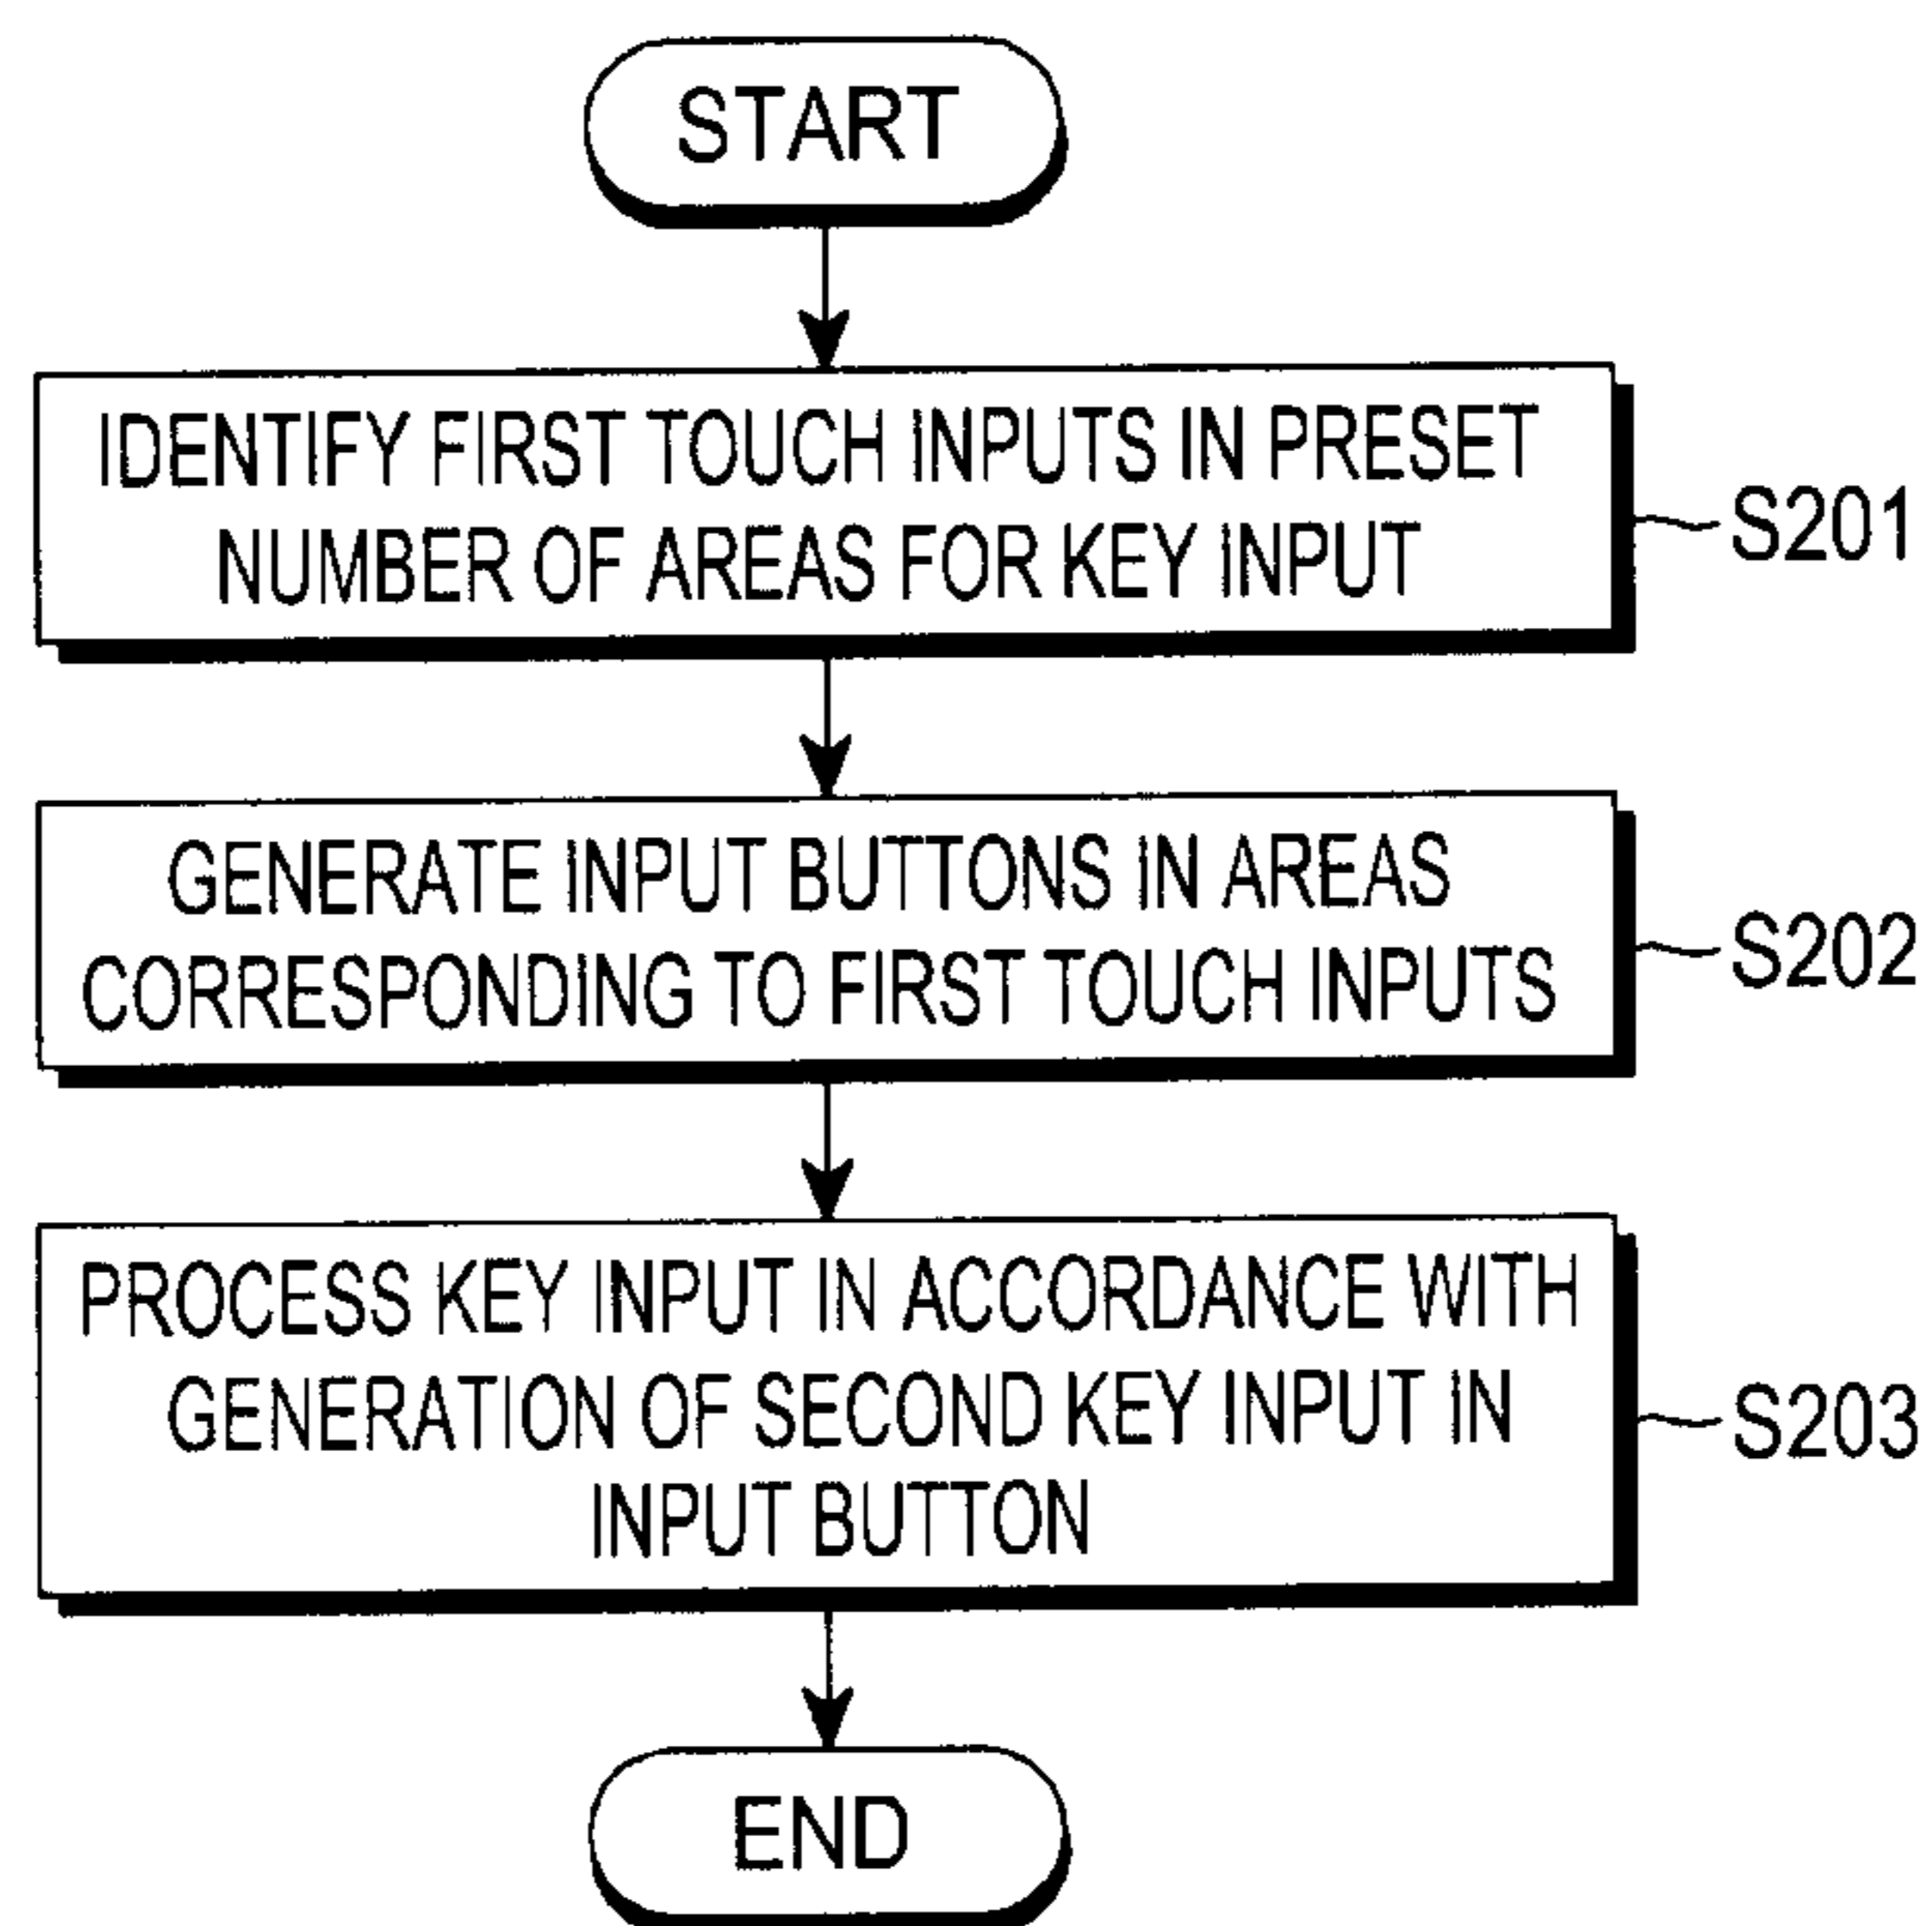 START
IDENTIFY FIRST TOUCH INPUTS IN PRESET
NUMBER OF AREAS FOR KEY INPUT
S201
GENERATE INPUT BUTTONS IN AREAS
CORRESPONDING TO FIRST TOUCH INPUTS
S202
PROCESS KEY INPUT IN ACCORDANCE WITH
GENERATION OF SECOND KEY INPUT IN
INPUT BUTTON
S203
END